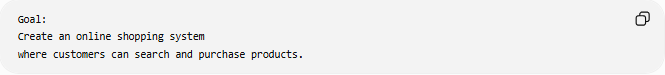 Goal:
Create an online shopping system
where customers can search and purchase products.